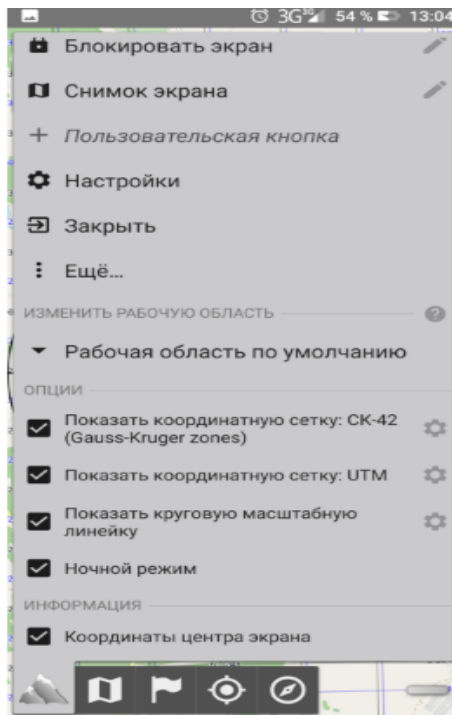 3G 3G 54 % 13:04
Блокировать экран
Снимок экрана
Пользовательская кнопка
Настройки
Закрыть
Ещё...
ИЗМЕНИТЬ РАБОЧУЮ ОБЛАСТЬ
Рабочая область по умолчанию
ОПЦИИ
Показать координатную сетку: СК-42
(Gauss-Kruger zones)
Показать координатную сетку: UTM
Показать круговую масштабную
линейку
Ночной режим
ИНФОРМАЦИЯ
Координаты центра экрана